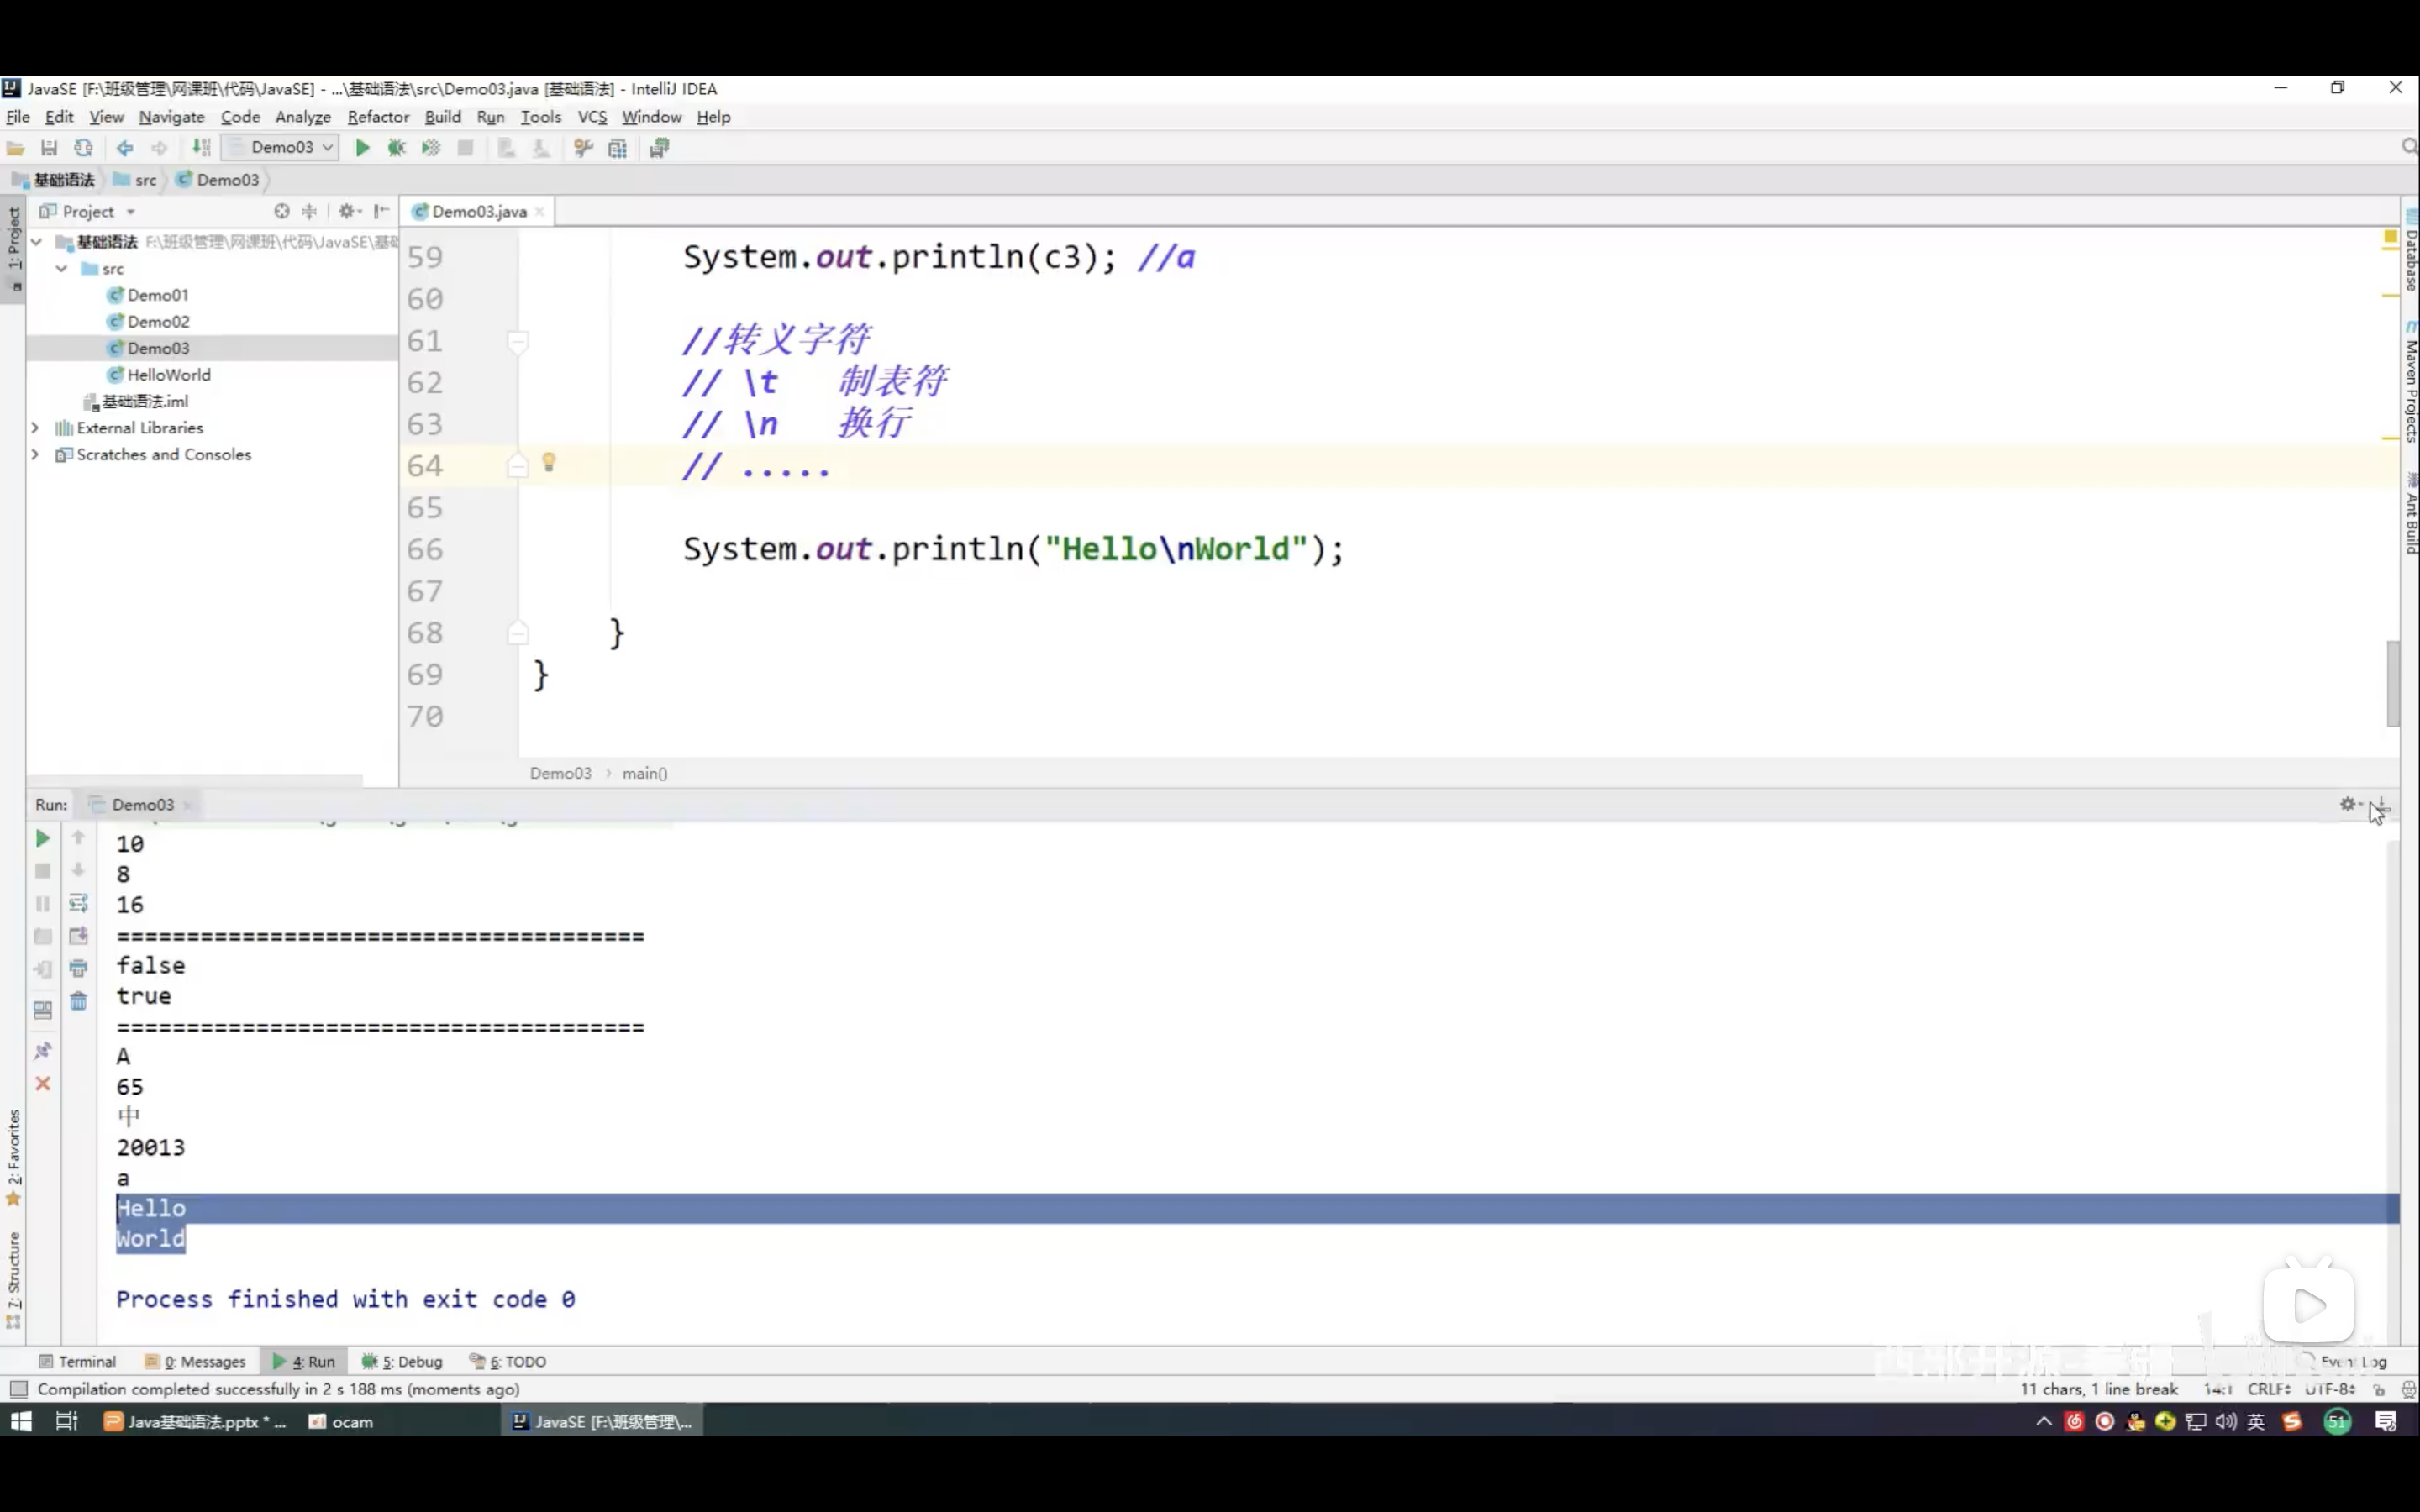 JavaSE [F:\班级管理\网课班\代码\JavaSE] - ...\基础语法\src\Demo03.java [基础语法] - IntelliJ IDEA
File Edit View Navigate Code Analyze Refactor Build Run Tools VCS Window Help
Demo03
基础语法 src Demo03
1: Project
Project
Demo03.java
基础语法 F:\班级管理\网课班\代码\JavaSE\基础
src
Demo01
Demo02
Demo03
HelloWorld
基础语法.iml
External Libraries
Scratches and Consoles
59 System.out.println(c3); //a
60
61 //转义字符
62 // \t 制表符
63 // \n 换行
64 // .....
65
66 System.out.println("Hello\nWorld");
67
68 }
69 }
70
Demo03 › main()
Database
Maven Projects
Ant Build
Run: Demo03
10
8
16
======================================
false
true
======================================
A
65
中
20013
a
Hello
World
Process finished with exit code 0
2: Favorites
7: Structure
Terminal 0: Messages 4: Run 5: Debug 6: TODO Event Log
Compilation completed successfully in 2 s 188 ms (moments ago)
11 chars, 1 line break 14:1 CRLF UTF-8
Java基础语法.pptx * ... ocam JavaSE [F:\班级管理\... 英 51